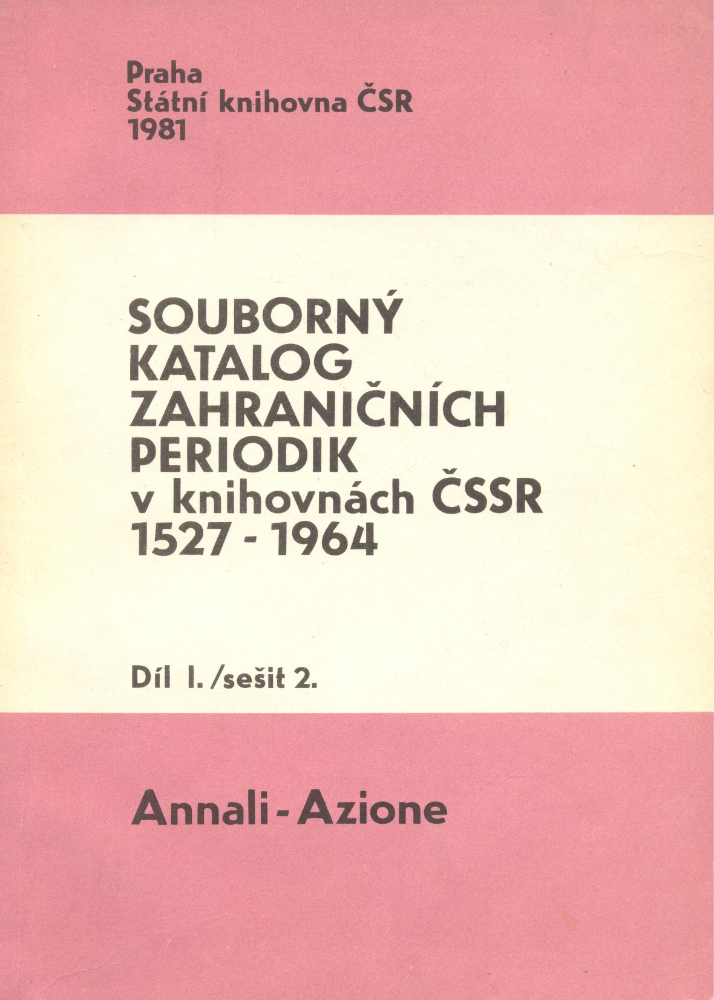 Praha
Státní knihovna ČSR
1981
SOUBORNÝ
KATALOG
ZAHRANIČNÍCH
PERIODIK
v knihovnách ČSSR
1527 - 1964
Díl I. /sešit 2.
Annali - Azione